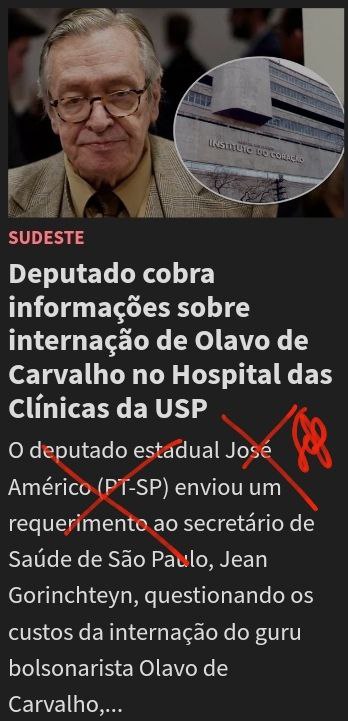 INSTITUTO DO CORAÇÃO
SUDESTE
Deputado cobra
informações sobre
internação de Olavo de
Carvalho no Hospital das
Clínicas da USP
O deputado estadual José
Américo (PT-SP) enviou um
requerimento ao secretário de
Saúde de São Paulo, Jean
Gorinchteyn, questionando os
custos da internação do guru
bolsonarista Olavo de
Carvalho,...